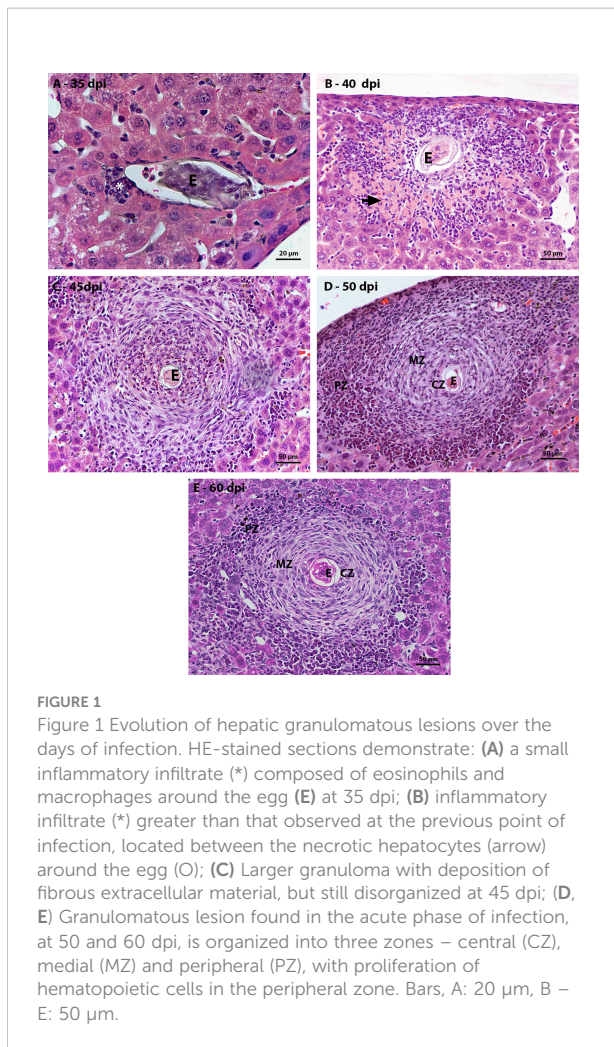 A - 35 dpi
E
*
20 µm
B - 40 dpi
E
50 µm
C - 45dpi
E
50 µm
D - 50 dpi
MZ
PZ
CZ
E
50 µm
E - 60 dpi
PZ
MZ
E
CZ
50 µm
FIGURE 1
Figure 1 Evolution of hepatic granulomatous lesions over the
days of infection. HE-stained sections demonstrate: (A) a small
inflammatory infiltrate (*) composed of eosinophils and
macrophages around the egg (E) at 35 dpi; (B) inflammatory
infiltrate (*) greater than that observed at the previous point of
infection, located between the necrotic hepatocytes (arrow)
around the egg (O); (C) Larger granuloma with deposition of
fibrous extracellular material, but still disorganized at 45 dpi; (D,
E) Granulomatous lesion found in the acute phase of infection,
at 50 and 60 dpi, is organized into three zones – central (CZ),
medial (MZ) and peripheral (PZ), with proliferation of
hematopoietic cells in the peripheral zone. Bars, A: 20 µm, B –
E: 50 µm.